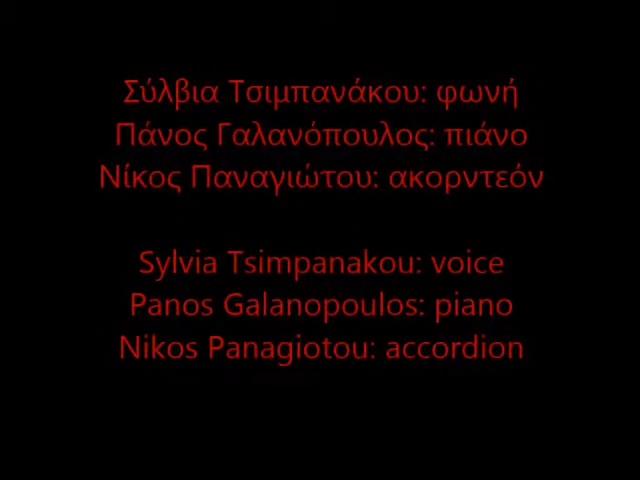 Σύλβια Τσιμπανάκου: φωνή
Πάνος Γαλανόπουλος: πιάνο
Νίκος Παναγιώτου: ακορντεόν
Sylvia Tsimpanakou: voice
Panos Galanopoulos: piano
Nikos Panagiotou: accordion